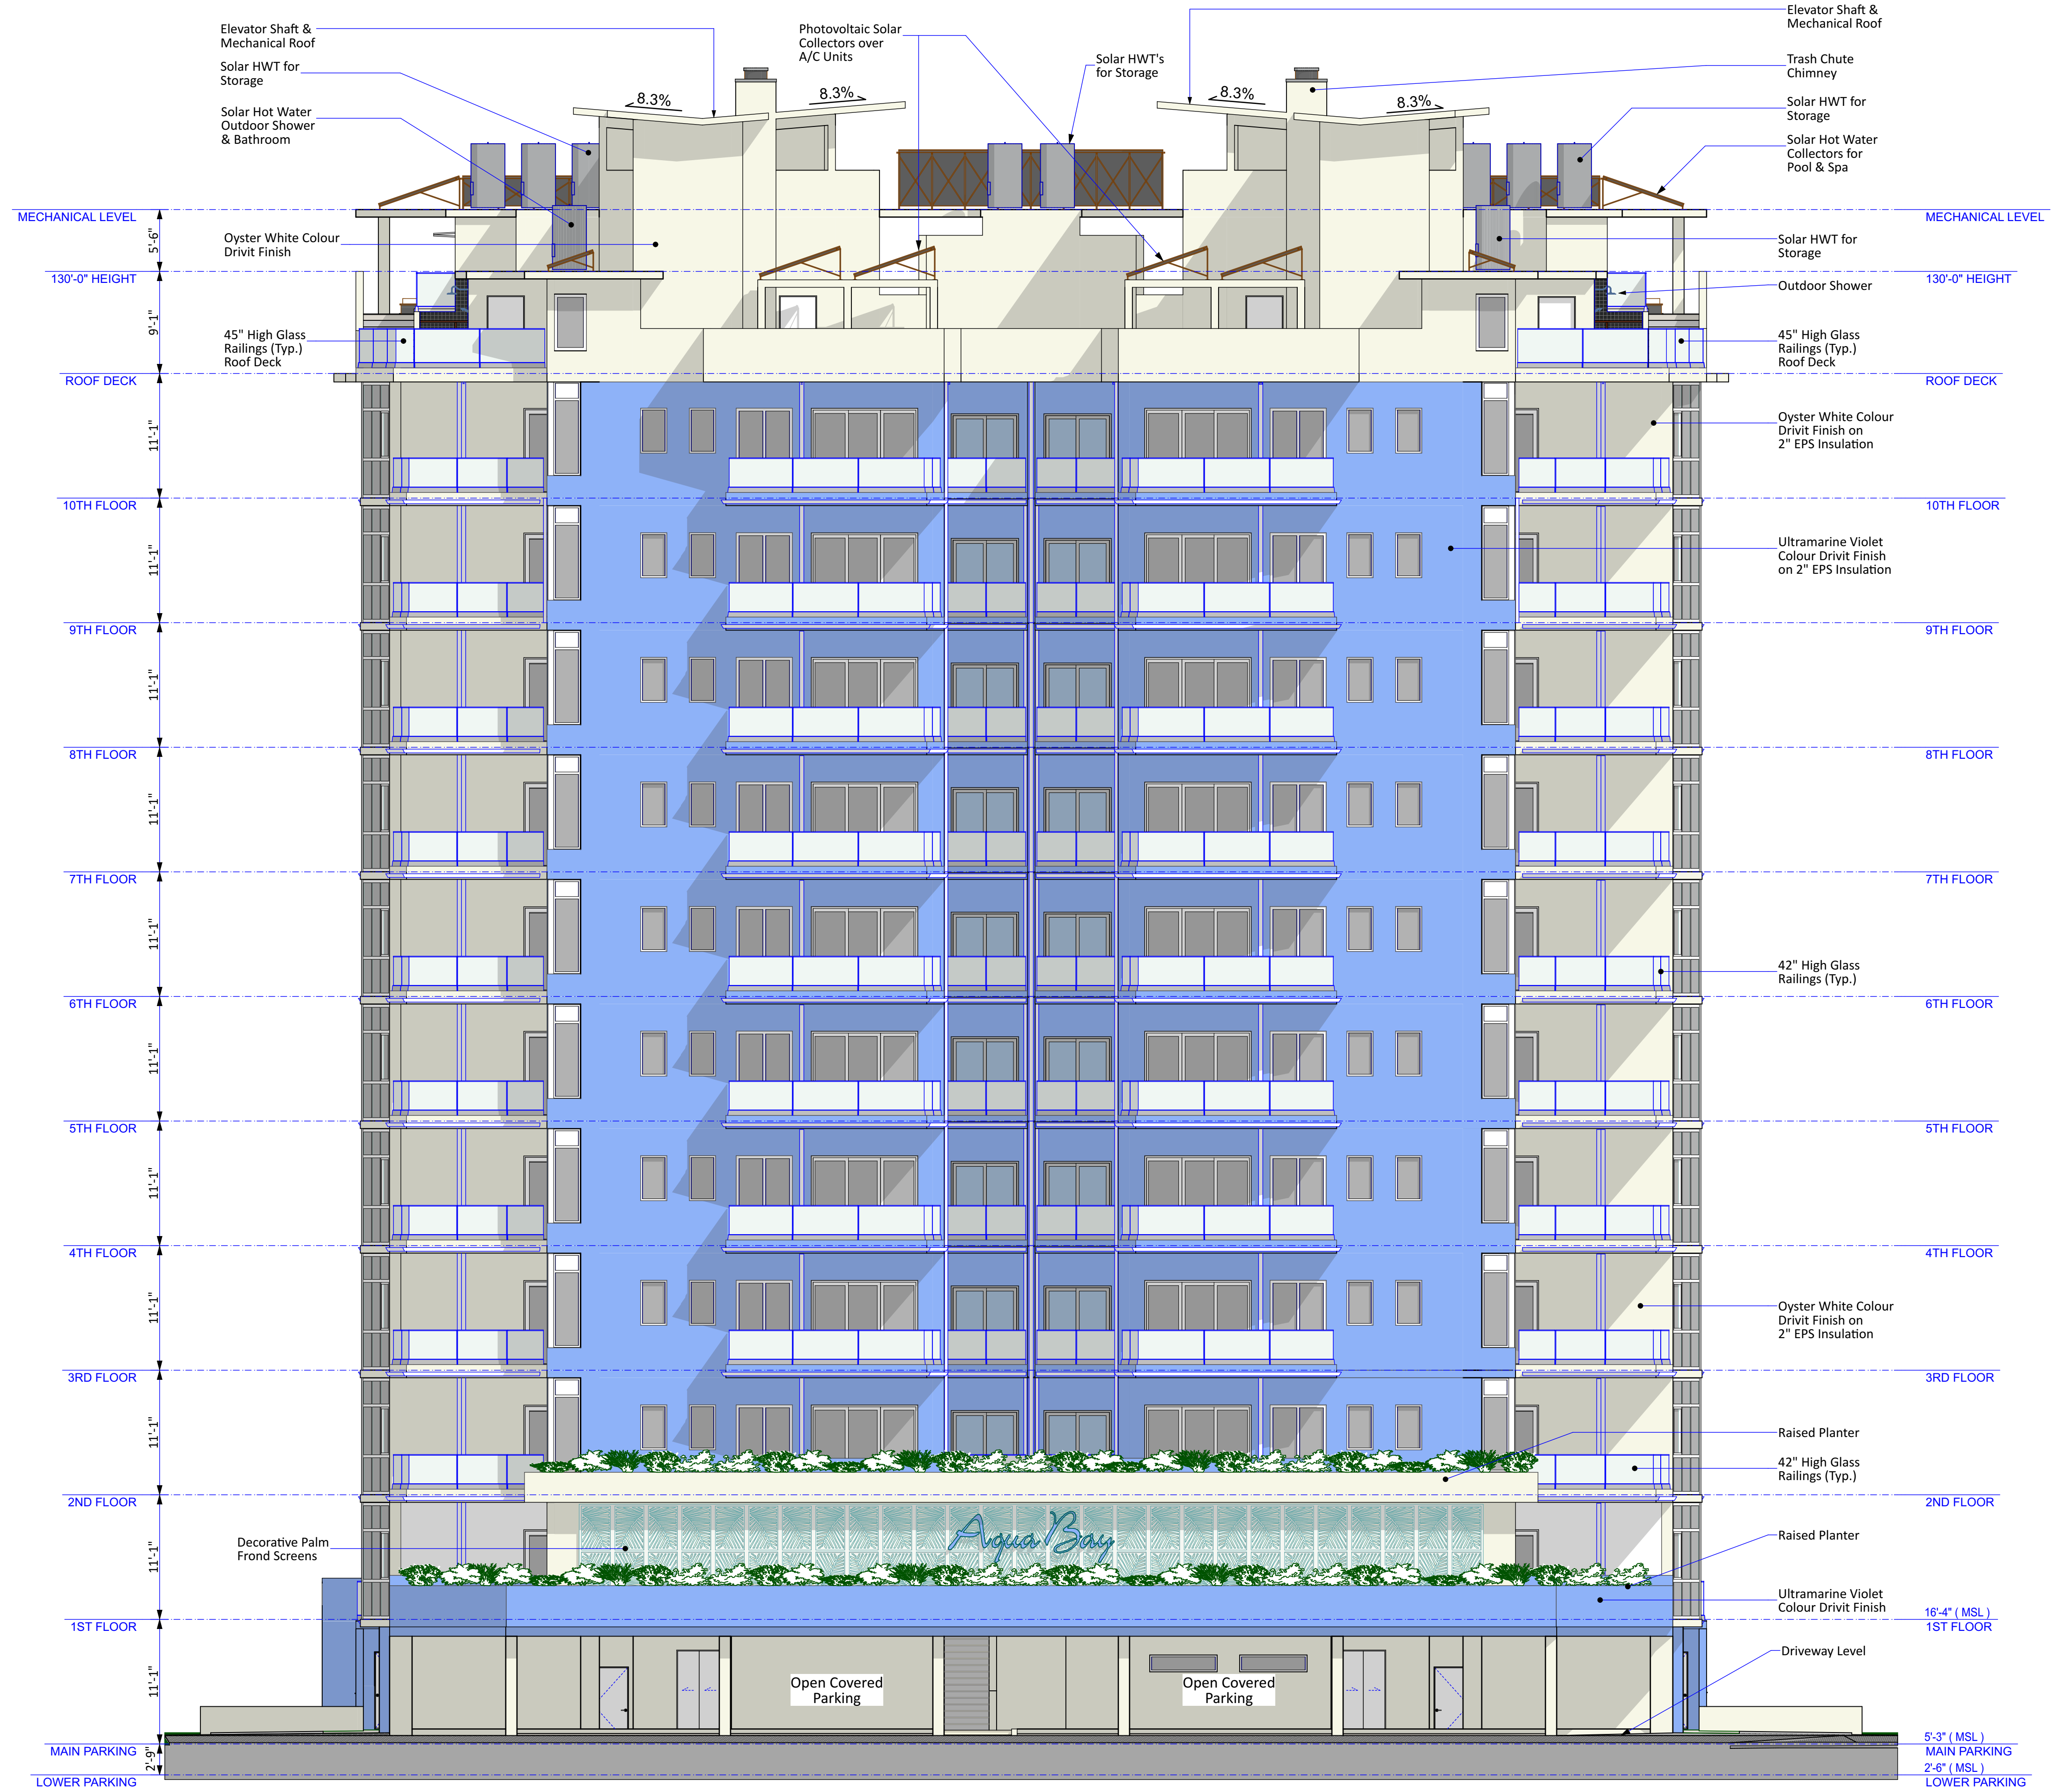 Elevator Shaft &
Mechanical Roof
Solar HWT for
Storage
Solar Hot Water
Outdoor Shower
& Bathroom
Photovoltaic Solar
Collectors over
A/C Units
Solar HWT's
for Storage
Elevator Shaft &
Mechanical Roof
Trash Chute
Chimney
Solar HWT for
Storage
Solar Hot Water
Collectors for
Pool & Spa
8.3%
8.3%
8.3%
8.3%
MECHANICAL LEVEL
MECHANICAL LEVEL
5'-6"
Oyster White Colour
Drivit Finish
Solar HWT for
Storage
130'-0" HEIGHT
130'-0" HEIGHT
Outdoor Shower
9'-1"
45" High Glass
Railings (Typ.)
Roof Deck
45" High Glass
Railings (Typ.)
Roof Deck
ROOF DECK
ROOF DECK
11'-1"
Oyster White Colour
Drivit Finish on
2" EPS Insulation
10TH FLOOR
10TH FLOOR
11'-1"
Ultramarine Violet
Colour Drivit Finish
on 2" EPS Insulation
9TH FLOOR
9TH FLOOR
11'-1"
8TH FLOOR
8TH FLOOR
11'-1"
7TH FLOOR
7TH FLOOR
11'-1"
42" High Glass
Railings (Typ.)
6TH FLOOR
6TH FLOOR
11'-1"
5TH FLOOR
5TH FLOOR
11'-1"
4TH FLOOR
4TH FLOOR
11'-1"
Oyster White Colour
Drivit Finish on
2" EPS Insulation
3RD FLOOR
3RD FLOOR
11'-1"
Raised Planter
42" High Glass
Railings (Typ.)
2ND FLOOR
2ND FLOOR
11'-1"
Decorative Palm
Frond Screens
Aqua Bay
Raised Planter
Ultramarine Violet
Colour Drivit Finish
16'-4" ( MSL )
1ST FLOOR
1ST FLOOR
11'-1"
Driveway Level
Open Covered
Parking
Open Covered
Parking
5'-3" ( MSL )
MAIN PARKING
MAIN PARKING
2'-9"
2'-6" ( MSL )
LOWER PARKING
LOWER PARKING